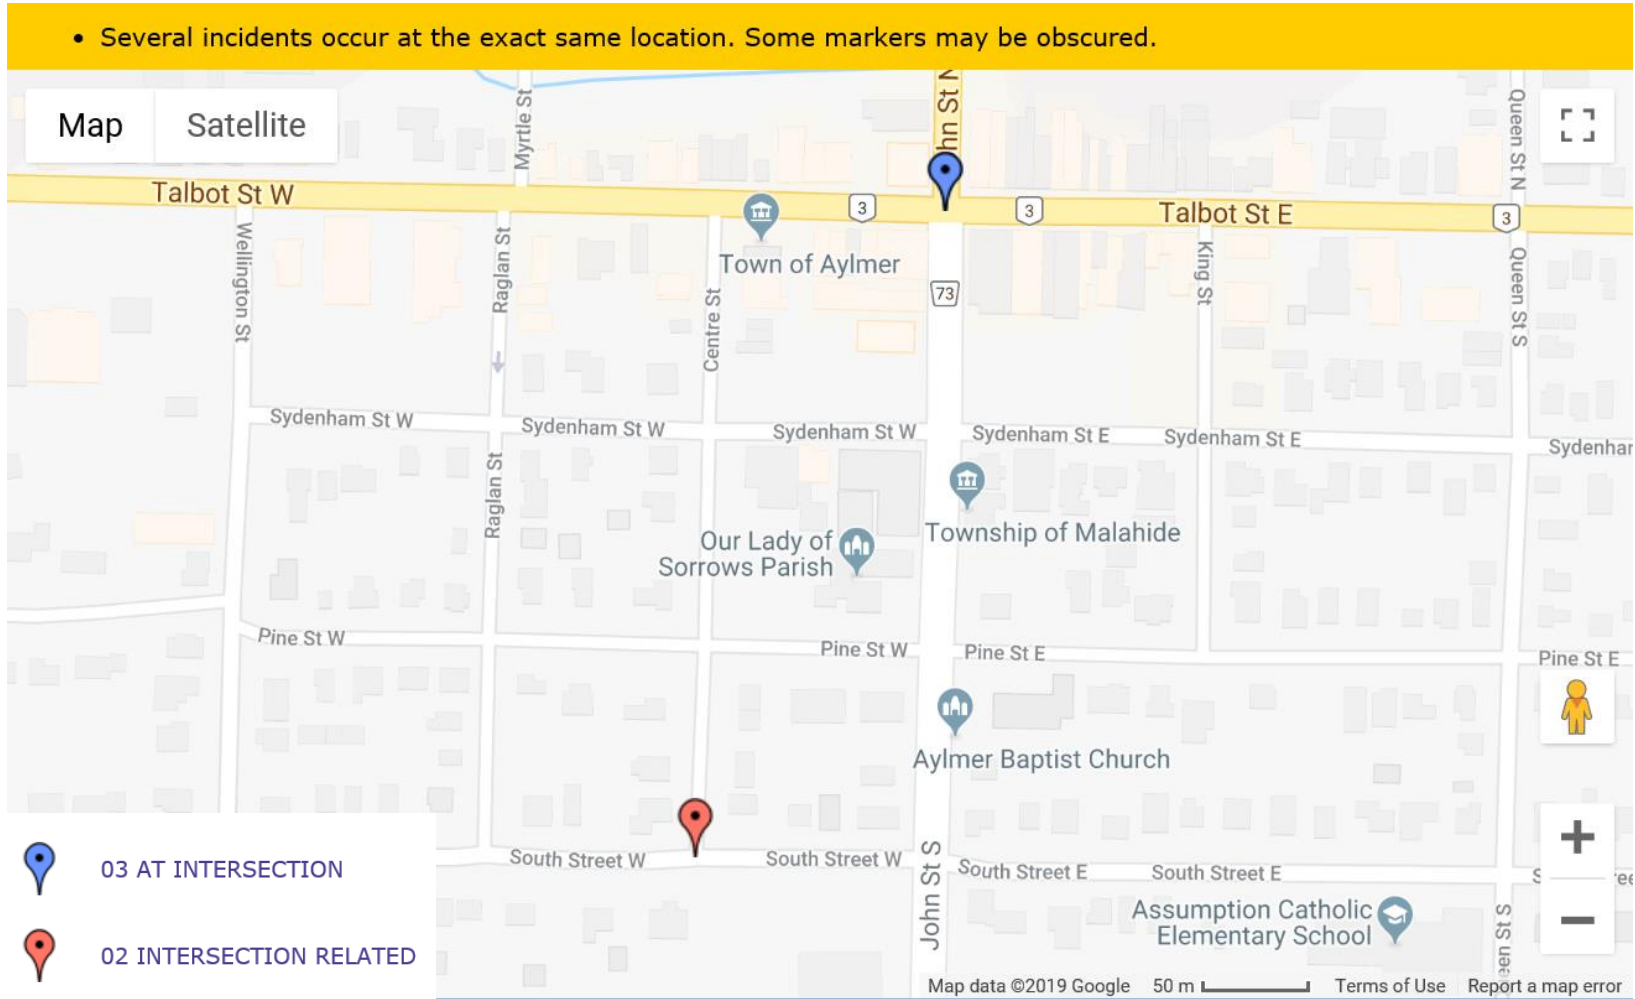 • Several incidents occur at the exact same location. Some markers may be obscured.
Map
Satellite
Myrtle St
hn St N
Queen St N
Talbot St W
3
3
Talbot St E
3
Wellington St
Raglan St
Centre St
Town of Aylmer
73
King St
Queen St S
Sydenham St W
Sydenham St W
Sydenham St W
Sydenham St E
Sydenham St E
Sydenhar
Raglan St
Our Lady of
Sorrows Parish
Township of Malahide
Pine St W
Pine St W
Pine St E
Pine St E
Aylmer Baptist Church
South Street W
South Street W
John St S
South Street E
South Street E
S
ree
03 AT INTERSECTION
02 INTERSECTION RELATED
Assumption Catholic
Elementary School
een St S
Map data ©2019 Google
50 m
Terms of Use
Report a map error